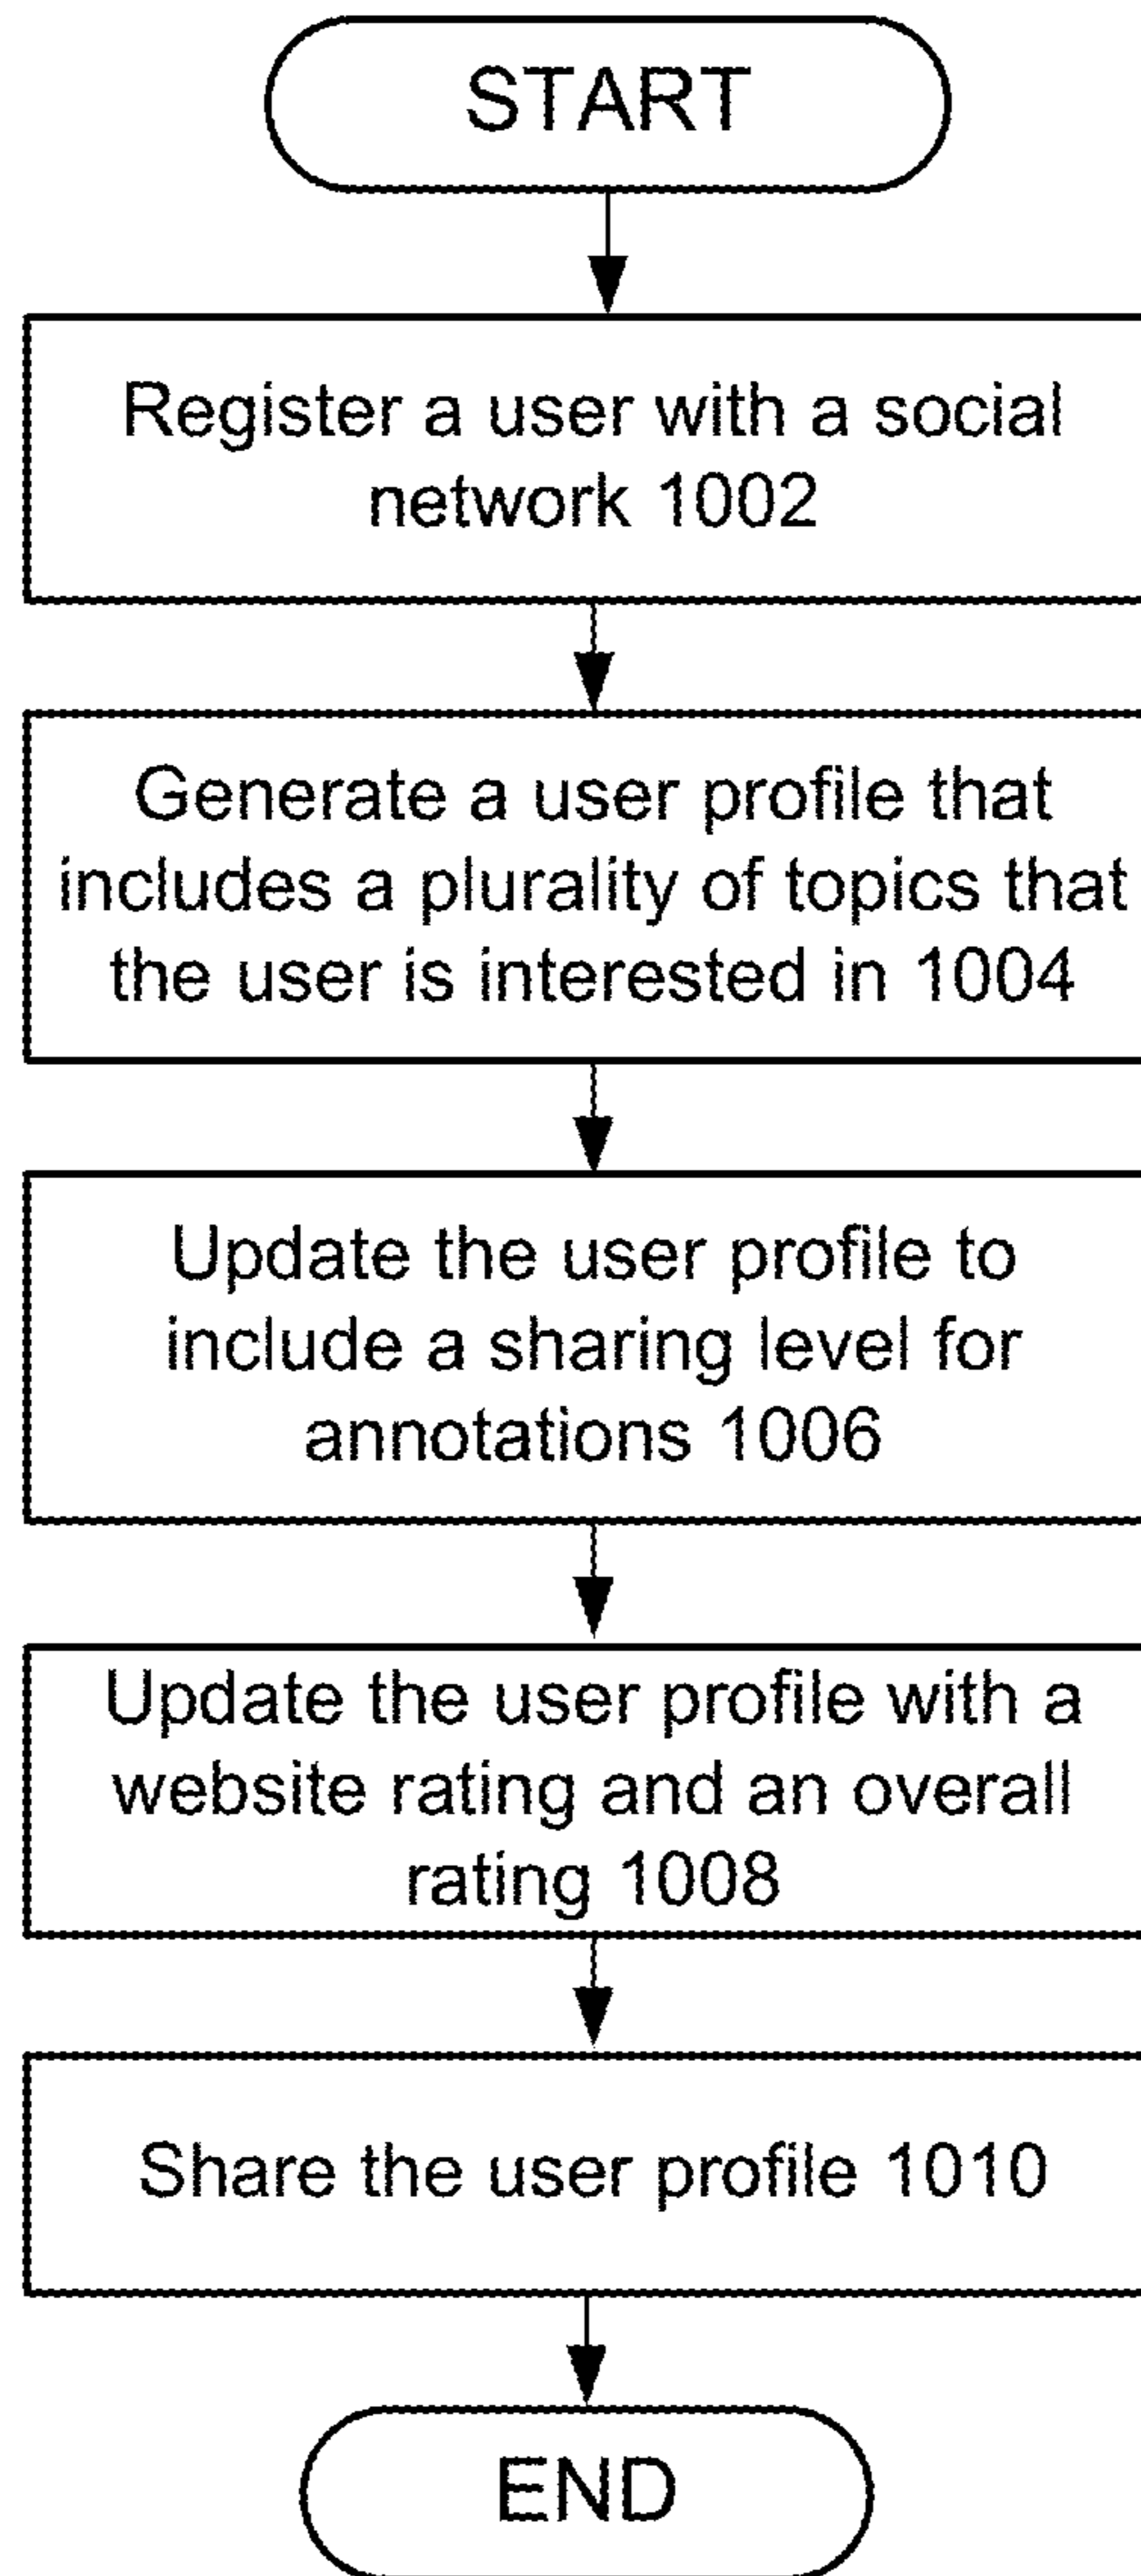 START
Register a user with a social
network 1002
Generate a user profile that
includes a plurality of topics that
the user is interested in 1004
Update the user profile to
include a sharing level for
annotations 1006
Update the user profile with a
website rating and an overall
rating 1008
Share the user profile 1010
END